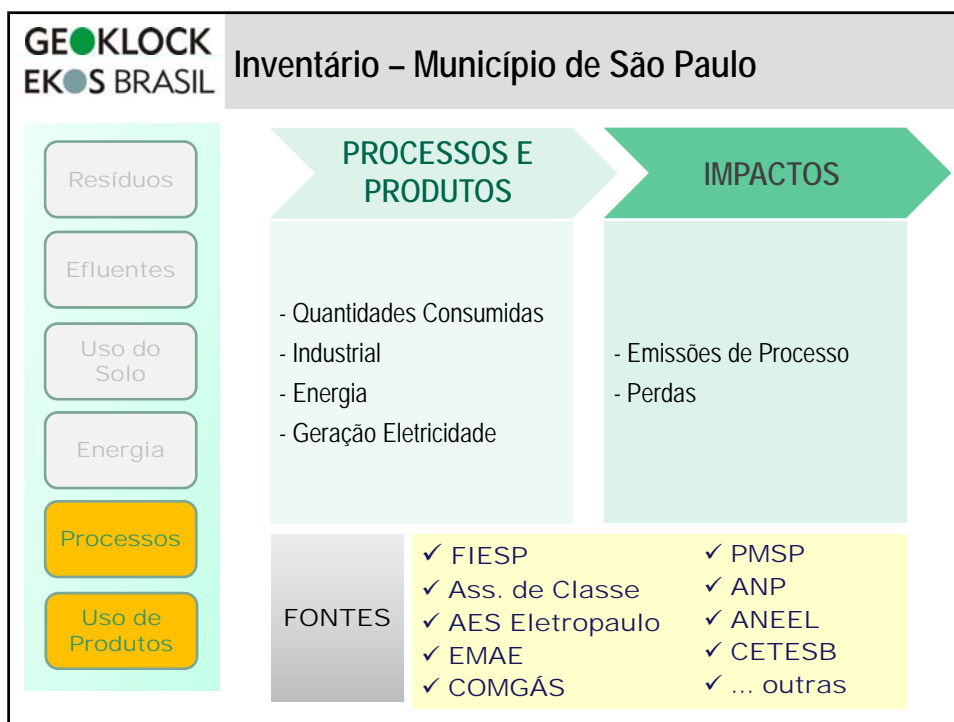 GEOKLOCK
EKOS BRASIL
Inventário – Município de São Paulo
Resíduos
Efluentes
Uso do
Solo
Energia
Processos
Uso de
Produtos
PROCESSOS E
PRODUTOS
- Quantidades Consumidas
- Industrial
- Energia
- Geração Eletricidade
IMPACTOS
- Emissões de Processo
- Perdas
FONTES
✓ FIESP
✓ Ass. de Classe
✓ AES Eletropaulo
✓ EMAE
✓ COMGÁS
✓ PMSP
✓ ANP
✓ ANEEL
✓ CETESB
✓ ... outras